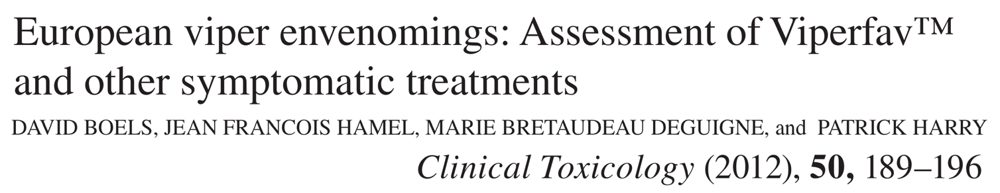 European viper envenomings: Assessment of Viperfav™
and other symptomatic treatments
DAVID BOELS, JEAN FRANCOIS HAMEL, MARIE BRETAUDEAU DEGUIGNE, and PATRICK HARRY
Clinical Toxicology (2012), 50, 189–196